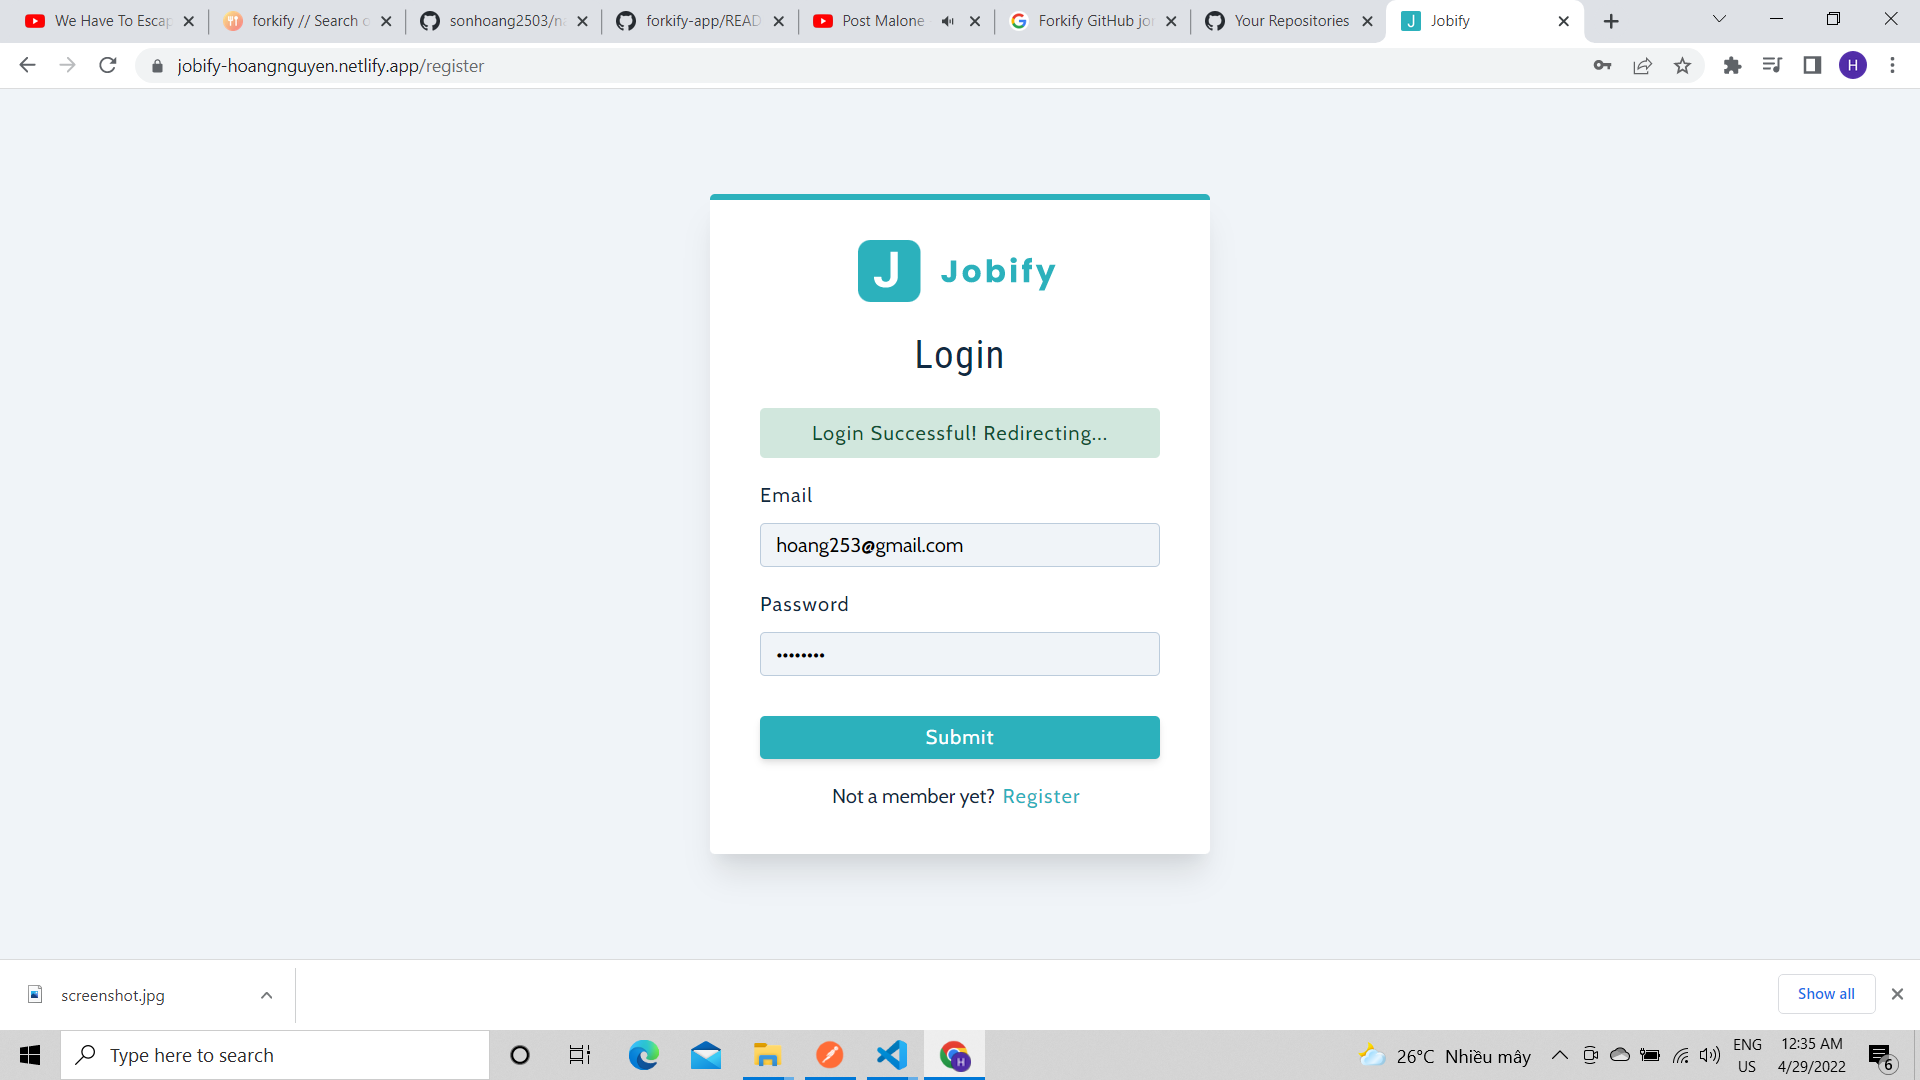 We Have To Escap
forkify // Search o
sonhoang2503/na
forkify-app/READ
Post Malone
Forkify GitHub jon
Your Repositories
Jobify
jobify-hoangnguyen.netlify.app/register
H
J Jobify
Login
Login Successful! Redirecting...
Email
hoang253@gmail.com
Password
••••••••
Submit
Not a member yet? Register
screenshot.jpg
Show all
Type here to search
H
26°C Nhiều mây
ENG
US
12:35 AM
4/29/2022
6